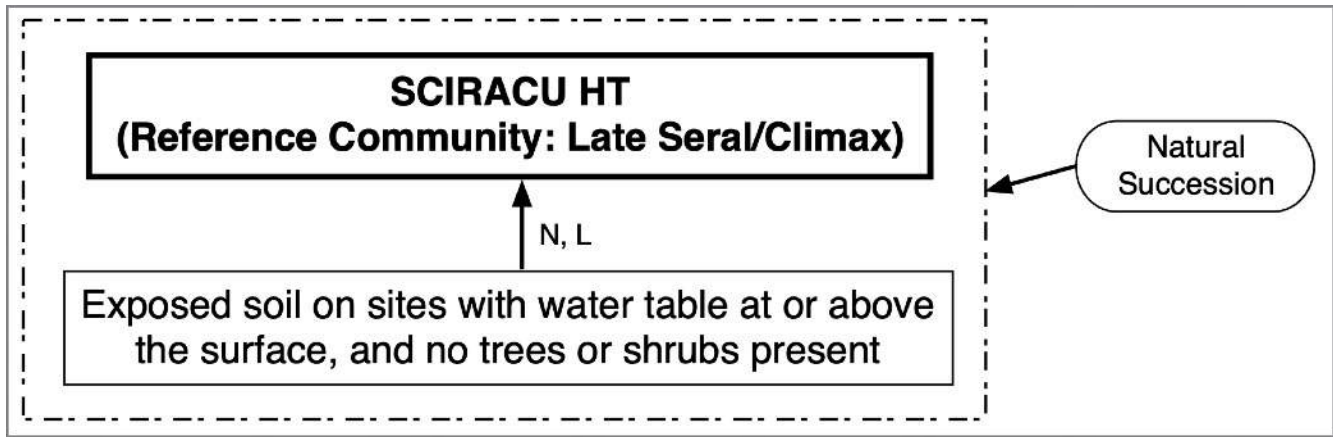 SCIRACU HT
(Reference Community: Late Seral/Climax)
N, L
Exposed soil on sites with water table at or above
the surface, and no trees or shrubs present
Natural
Succession